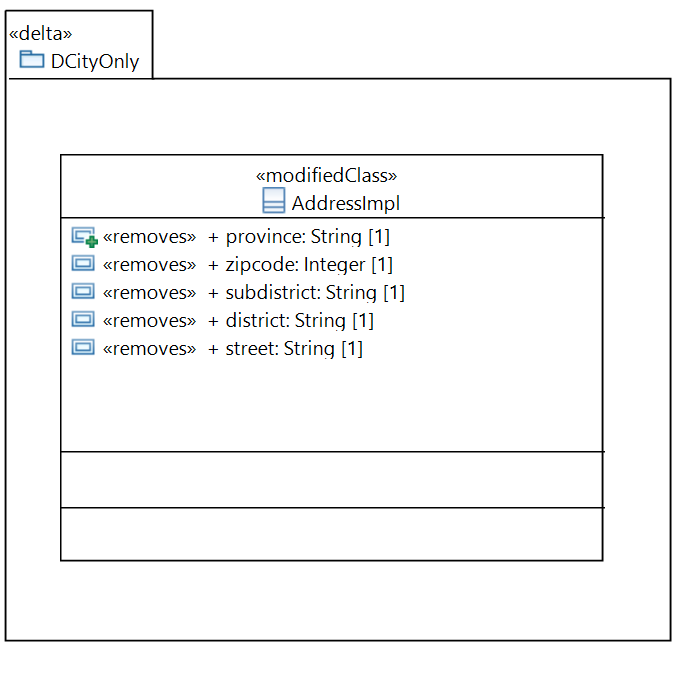 «delta»
DCityOnly
«modifiedClass»
AddressImpl
«removes» + province: String [1]
«removes» + zipcode: Integer [1]
«removes» + subdistrict: String [1]
«removes» + district: String [1]
«removes» + street: String [1]